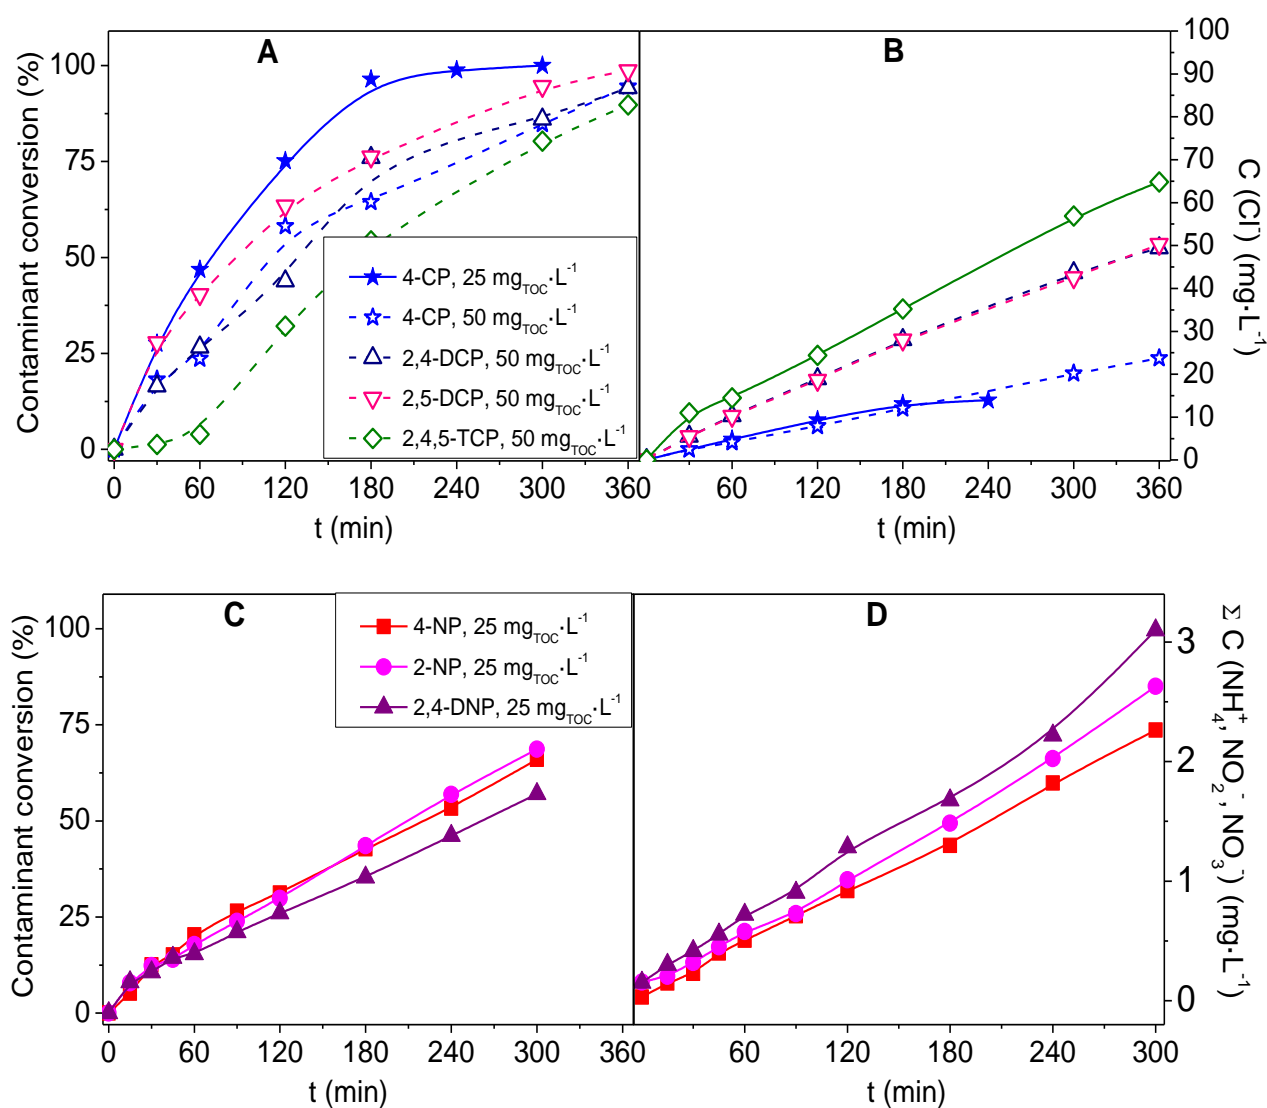 A
B
Contaminant conversion (%)
100
75
50
25
0
0 60 120 180 240 300 360
t (min)
4-CP, 25 mgTOC·L-1
4-CP, 50 mgTOC·L-1
2,4-DCP, 50 mgTOC·L-1
2,5-DCP, 50 mgTOC·L-1
2,4,5-TCP, 50 mgTOC·L-1
60 120 180 240 300 360
t (min)
100
90
80
70
60
50
40
30
20
10
0
C (Cl-) (mg·L-1)
C
D
Contaminant conversion (%)
100
75
50
25
0
0 60 120 180 240 300 360
t (min)
4-NP, 25 mgTOC·L-1
2-NP, 25 mgTOC·L-1
2,4-DNP, 25 mgTOC·L-1
60 120 180 240 300
t (min)
3
2
1
0
Σ C (NH4+, NO2-, NO3-) (mg·L-1)